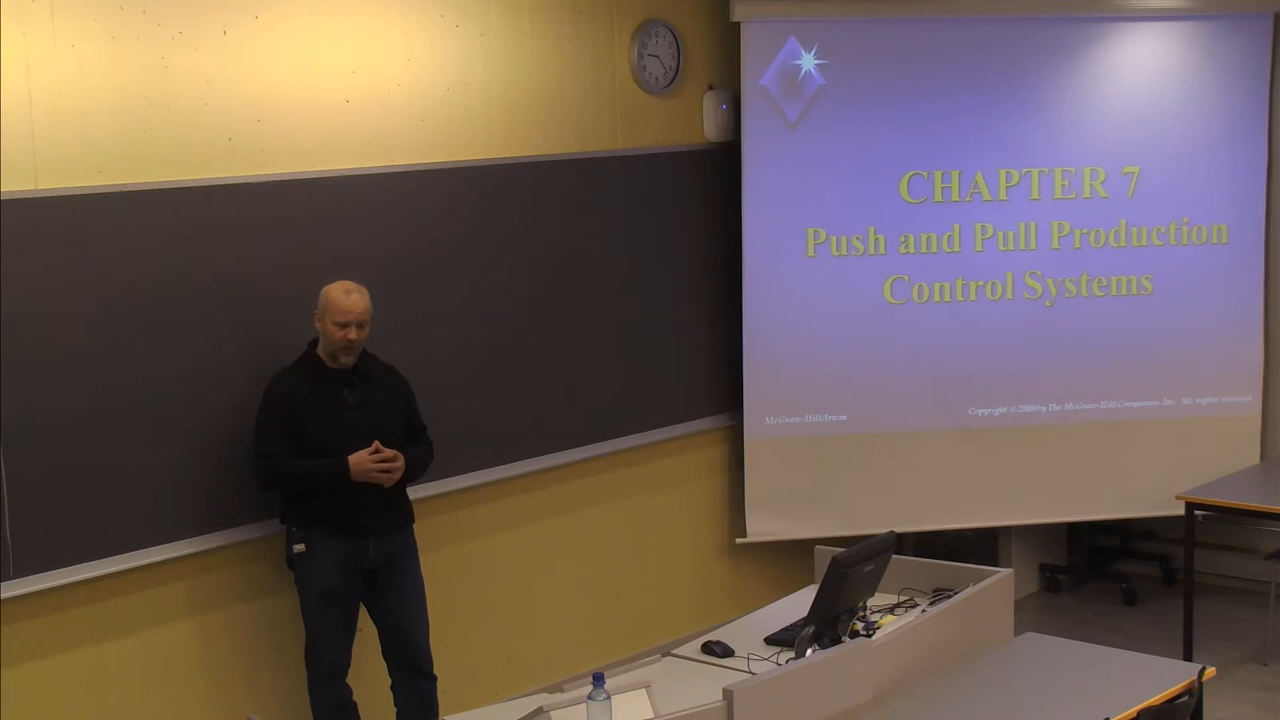 CHAPTER 7
Push and Pull Production
Control Systems
McGraw-Hill/Irwin
Copyright © 2009 by The McGraw-Hill Companies, Inc. All rights reserved.